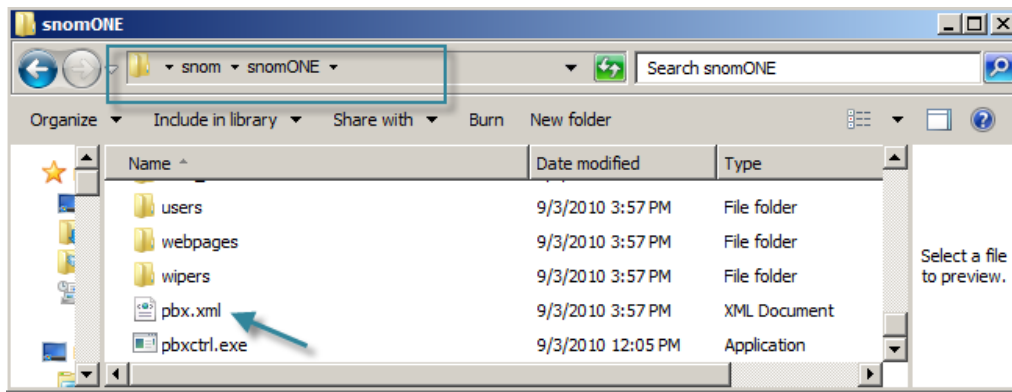 snomONE
snom snomONE Search snomONE
Organize Include in library Share with Burn New folder
Name Date modified Type
users 9/3/2010 3:57 PM File folder
webpages 9/3/2010 3:57 PM File folder
wipers 9/3/2010 3:57 PM File folder
pbx.xml 9/3/2010 3:57 PM XML Document
pbxctrl.exe 9/3/2010 12:05 PM Application
Select a file
to preview.